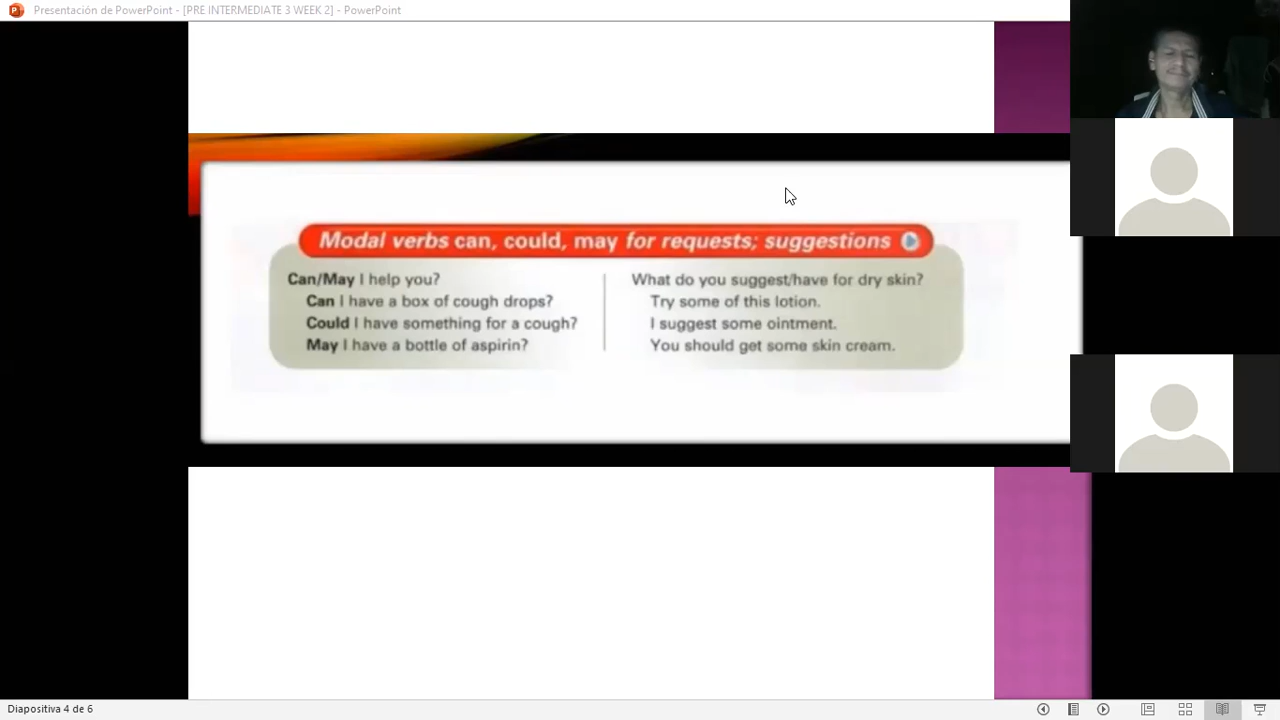 Presentación de PowerPoint - [PRE INTERMEDIATE 3 WEEK 2] - PowerPoint
Modal verbs can, could, may for requests; suggestions
Can/May I help you?
Can I have a box of cough drops?
Could I have something for a cough?
May I have a bottle of aspirin?
What do you suggest/have for dry skin?
Try some of this lotion.
I suggest some ointment.
You should get some skin cream.
Diapositiva 4 de 6